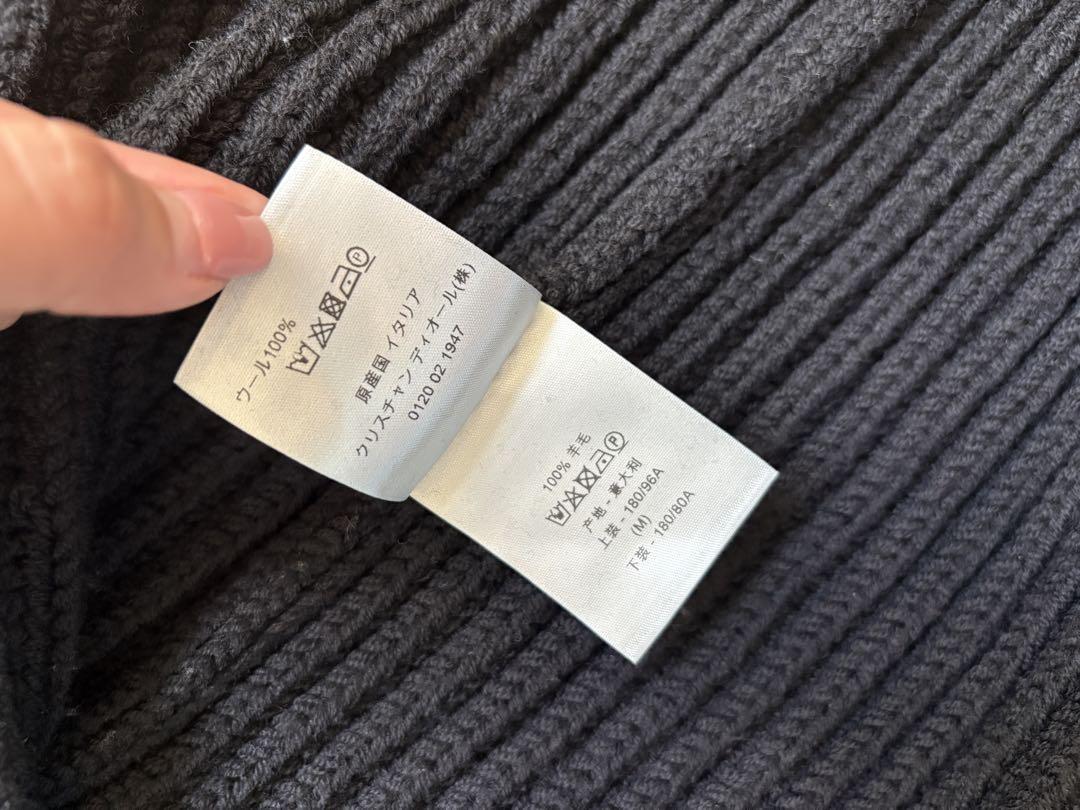 ウール100%
原産国 イタリア
クリスチャン ディオール(株)
0120 02 1947
100% 羊毛
产地 - 意大利
上装 - 180/96A
(M)
下装 - 180/80A